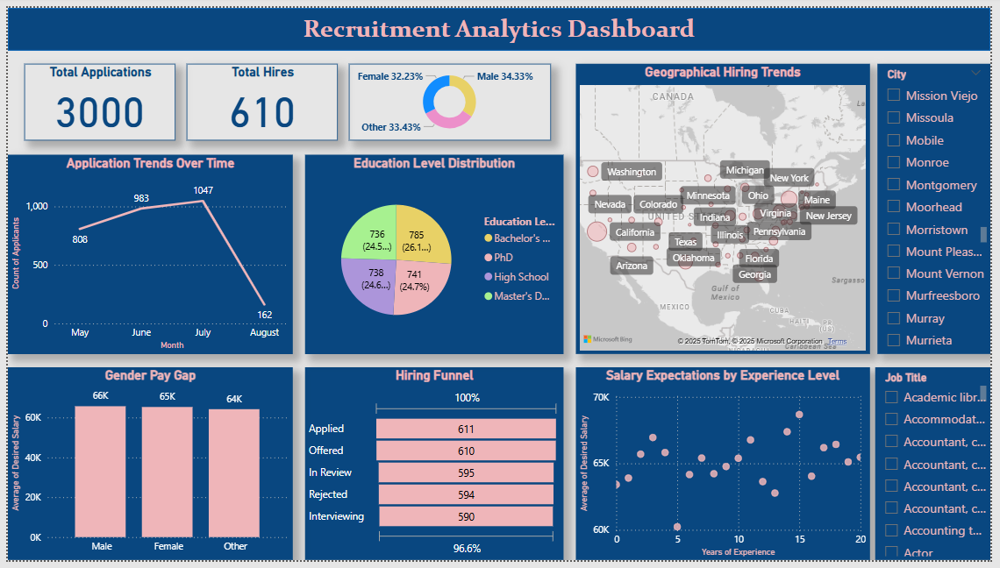 Recruitment Analytics Dashboard
Total Applications
3000
Total Hires
610
Female 32.23%
Male 34.33%
Other 33.43%
Geographical Hiring Trends
CANADA
UNITED ST
MEXICO
Gulf of
Mexico
CUBA
HAITI
PR
(US)
Caribbean Sea
Sargasso
La
Washington
Michigan
New York
Nevada
Colorado
Minnesota
Ohio
Maine
Indiana
Virginia
New Jersey
California
Texas
Illinois
Pennsylvania
Arizona
Oklahoma
Florida
Georgia
Microsoft Bing
© 2025 TomTom, © 2025 Microsoft Corporation Terms
City
Mission Viejo
Missoula
Mobile
Monroe
Montgomery
Moorhead
Morristown
Mount Pleas...
Mount Vernon
Murfreesboro
Murray
Murrieta
Application Trends Over Time
Count of Applicants
1,000
500
0
808
983
1047
162
May
June
July
August
Month
Education Level Distribution
736
(24.5...)
785
(26.1...)
738
(24.6...)
741
(24.7%)
Education Le...
Bachelor's ...
PhD
High School
Master's D...
Gender Pay Gap
Average of Desired Salary
60K
40K
20K
0K
66K
65K
64K
Male
Female
Other
Hiring Funnel
100%
Applied 611
Offered 610
In Review 595
Rejected 594
Interviewing 590
96.6%
Salary Expectations by Experience Level
Average of Desired Salary
70K
65K
60K
0
5
10
15
20
Years of Experience
Job Title
Academic libr...
Accommodat...
Accountant, c...
Accountant, c...
Accountant, c...
Accountant, c...
Accounting t...
Actor